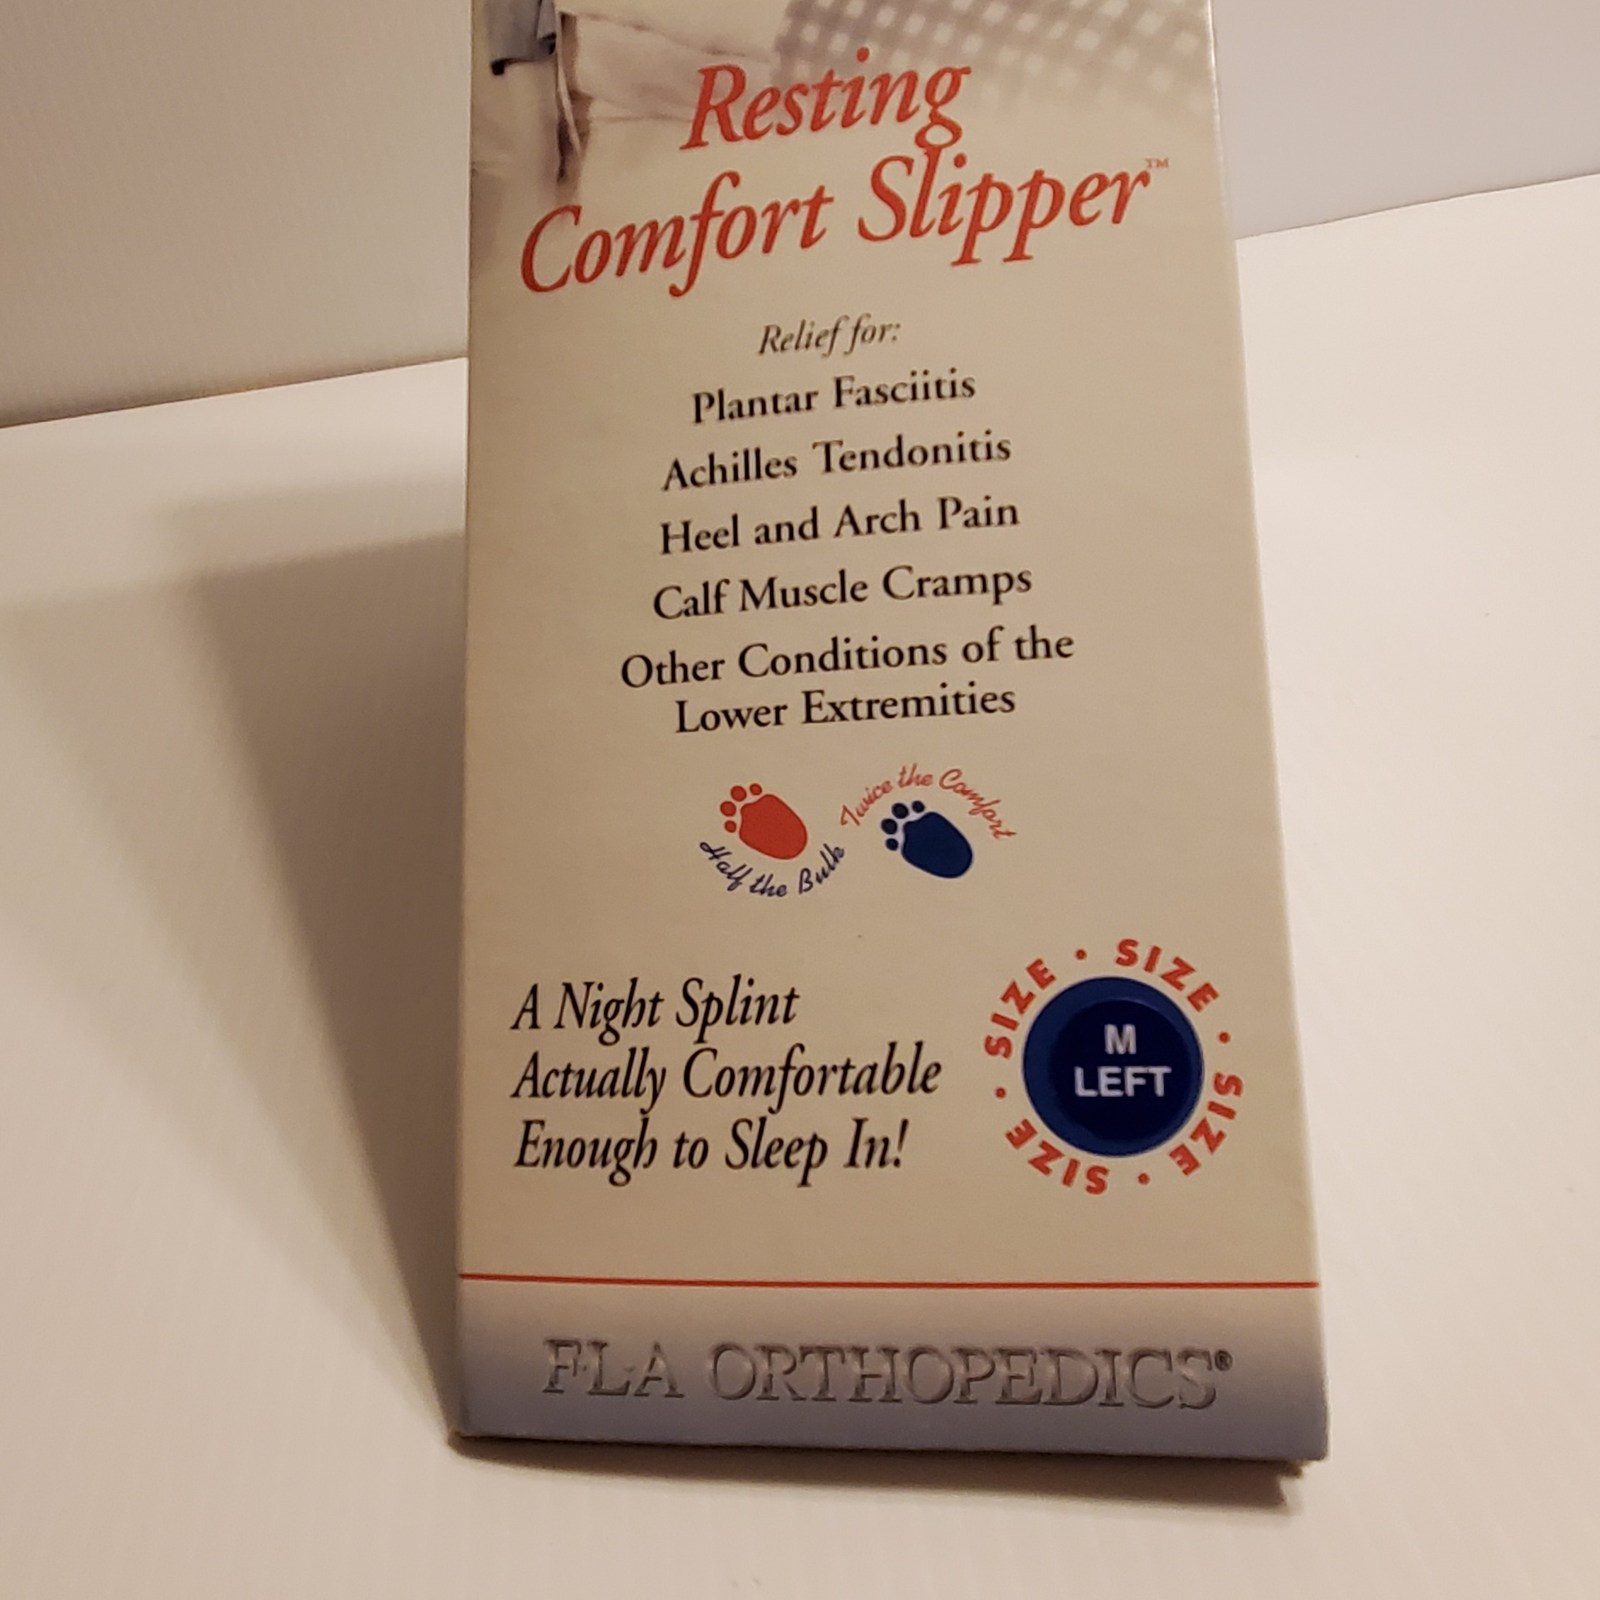 Resting
Comfort Slipper™
Relief for:
Plantar Fasciitis
Achilles Tendonitis
Heel and Arch Pain
Calf Muscle Cramps
Other Conditions of the
Lower Extremities
Half the Bulk
Twice the Comfort
A Night Splint
Actually Comfortable
Enough to Sleep In!
SIZE • SIZE • SIZE • SIZE • SIZE •
M
LEFT
FLA ORTHOPEDICS®